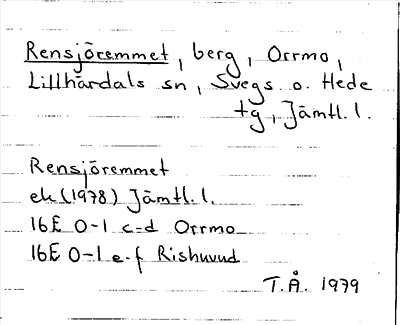 Rensjöremmet, berg, Orrmo,
Lillhärdals sn, Svegs o. Hede
tg, Jämtl. l.
Rensjöremmet
ek (1978) Jämtl. l.
16E 0-1 c-d Orrmo
16E 0-1 e-f Rishuvud
T.Å. 1979